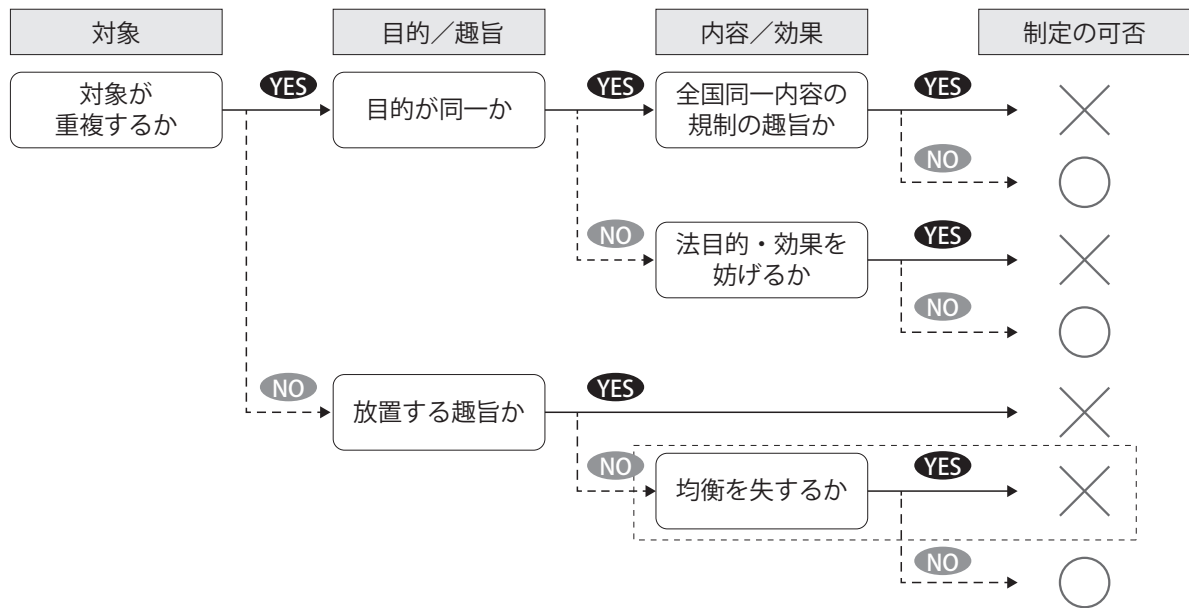 対象
目的／趣旨
内容／効果
制定の可否
対象が
重複するか
YES
目的が同一か
YES
全国同一内容の
規制の趣旨か
YES
NO
NO
法目的・効果を
妨げるか
YES
NO
NO
放置する趣旨か
YES
NO
均衡を失するか
YES
NO